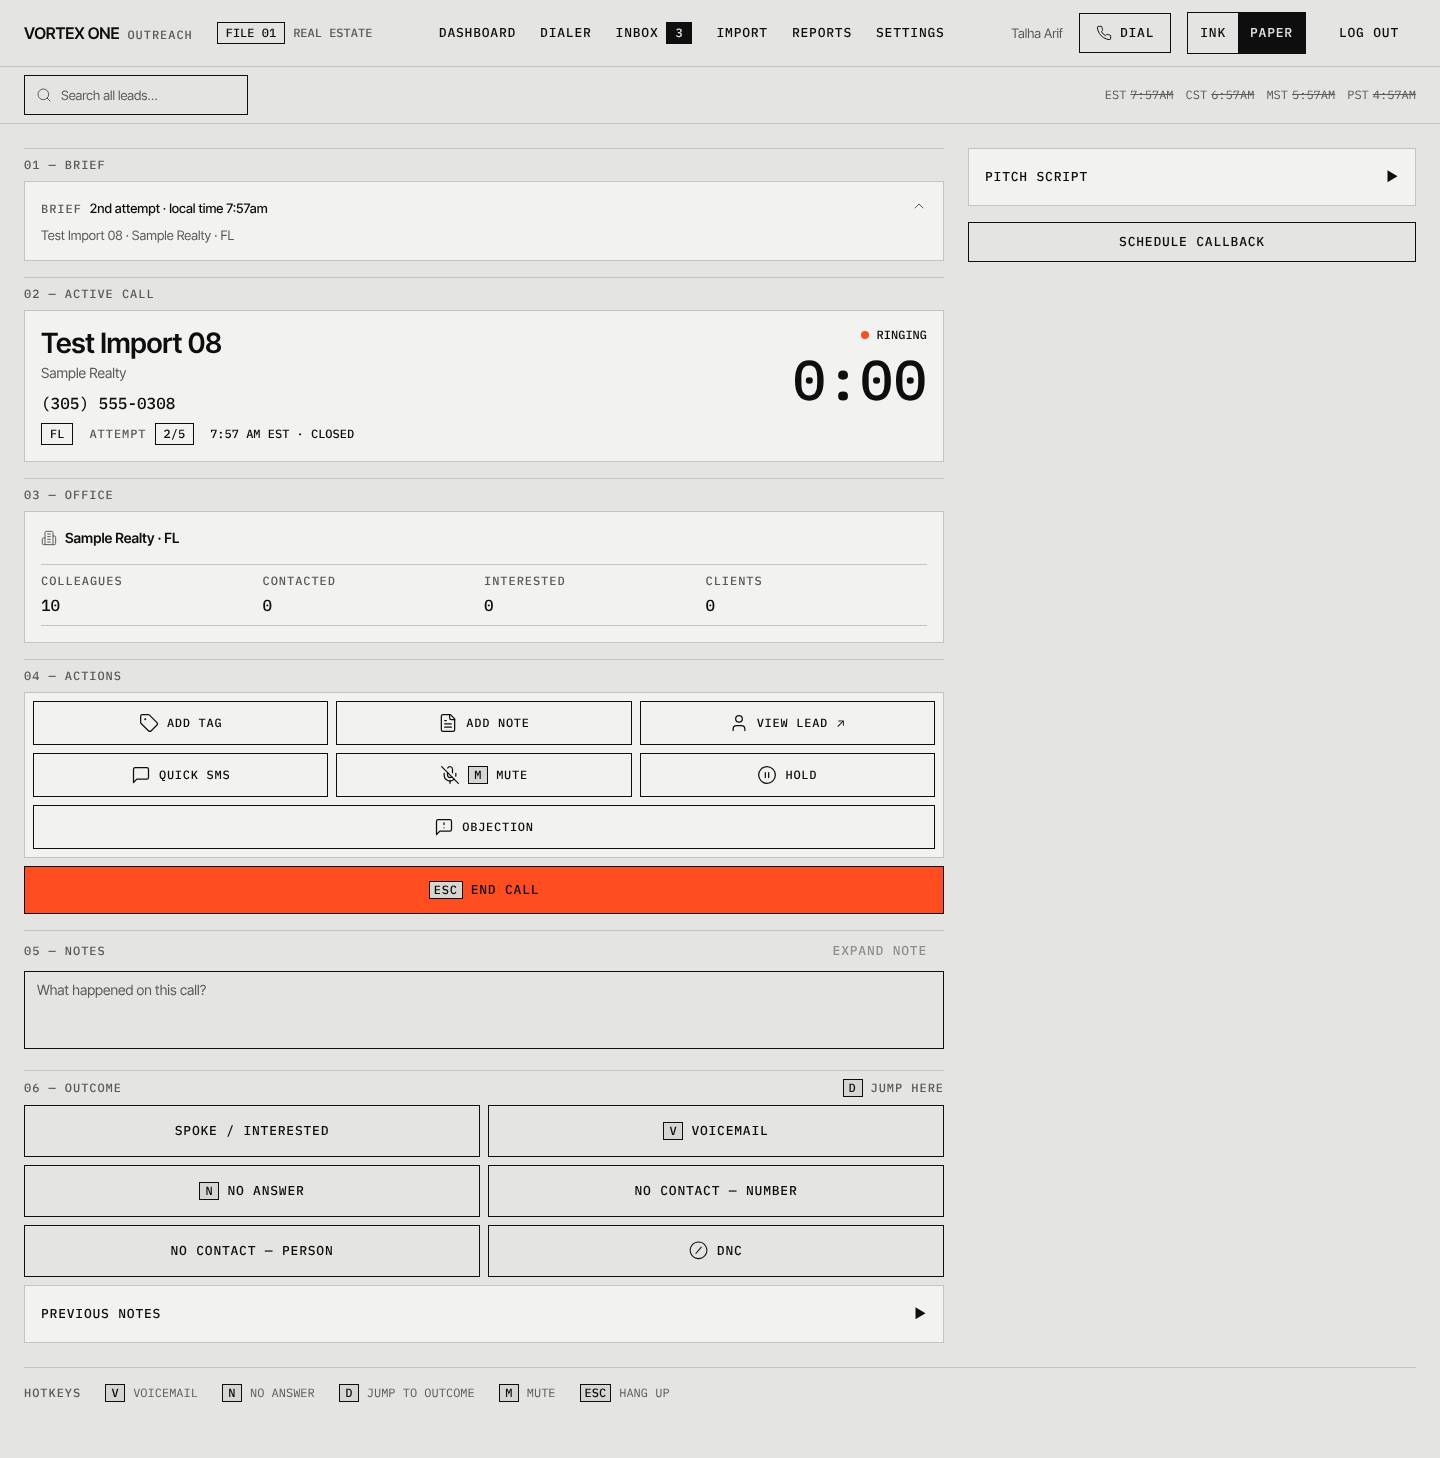 VORTEX ONE OUTREACH FILE 01 REAL ESTATE DASHBOARD DIALER INBOX 3 IMPORT REPORTS SETTINGS Talha Arif DIAL INK PAPER LOG OUT
Search all leads... EST 7:57AM CST 6:57AM MST 5:57AM PST 4:57AM
01 — BRIEF
BRIEF 2nd attempt · local time 7:57am
Test Import 08 · Sample Realty · FL
PITCH SCRIPT
SCHEDULE CALLBACK
02 — ACTIVE CALL
Test Import 08
Sample Realty
(305) 555-0308
FL ATTEMPT 2/5 7:57 AM EST · CLOSED
RINGING
0:00
03 — OFFICE
Sample Realty · FL
COLLEAGUES CONTACTED INTERESTED CLIENTS
10 0 0 0
04 — ACTIONS
ADD TAG ADD NOTE VIEW LEAD ↗
QUICK SMS M MUTE HOLD
OBJECTION
ESC END CALL
05 — NOTES EXPAND NOTE
What happened on this call?
06 — OUTCOME D JUMP HERE
SPOKE / INTERESTED V VOICEMAIL
N NO ANSWER NO CONTACT — NUMBER
NO CONTACT — PERSON DNC
PREVIOUS NOTES
HOTKEYS V VOICEMAIL N NO ANSWER D JUMP TO OUTCOME M MUTE ESC HANG UP